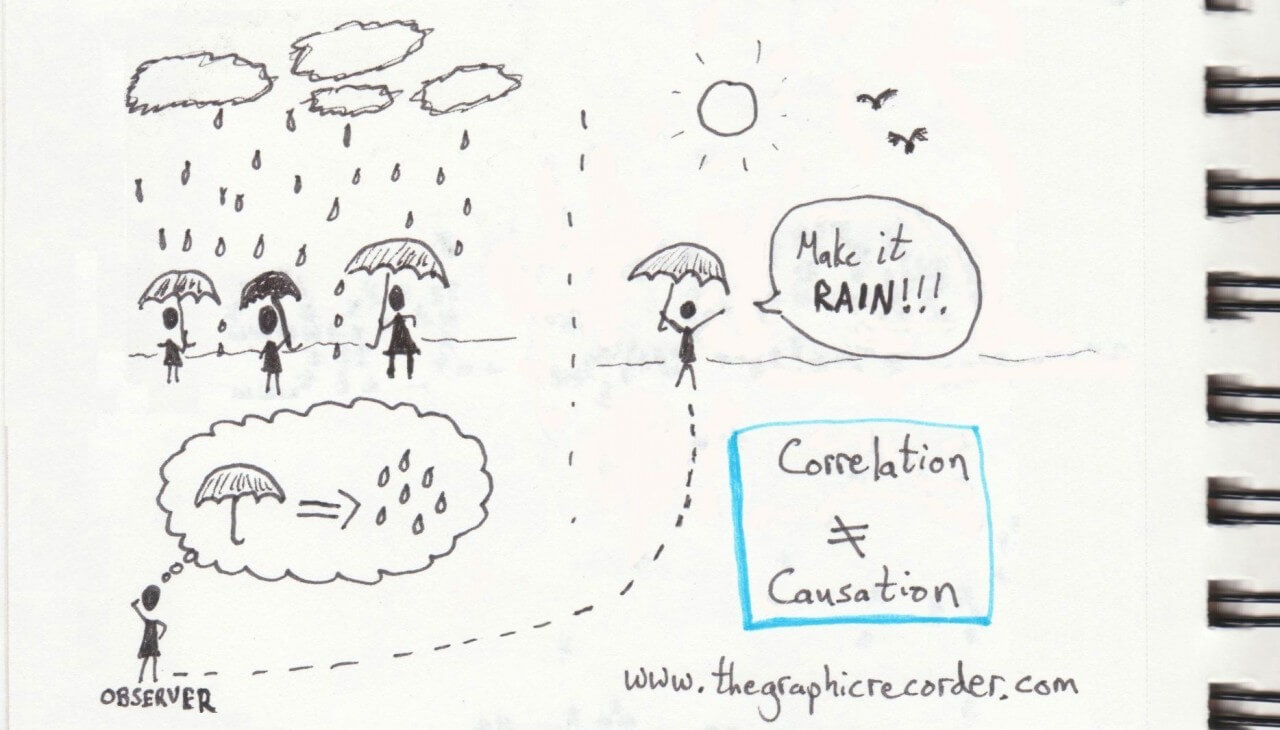 Make it
RAIN!!!
OBSERVER
Correlation
≠
Causation
www.thegraphicrecorder.com